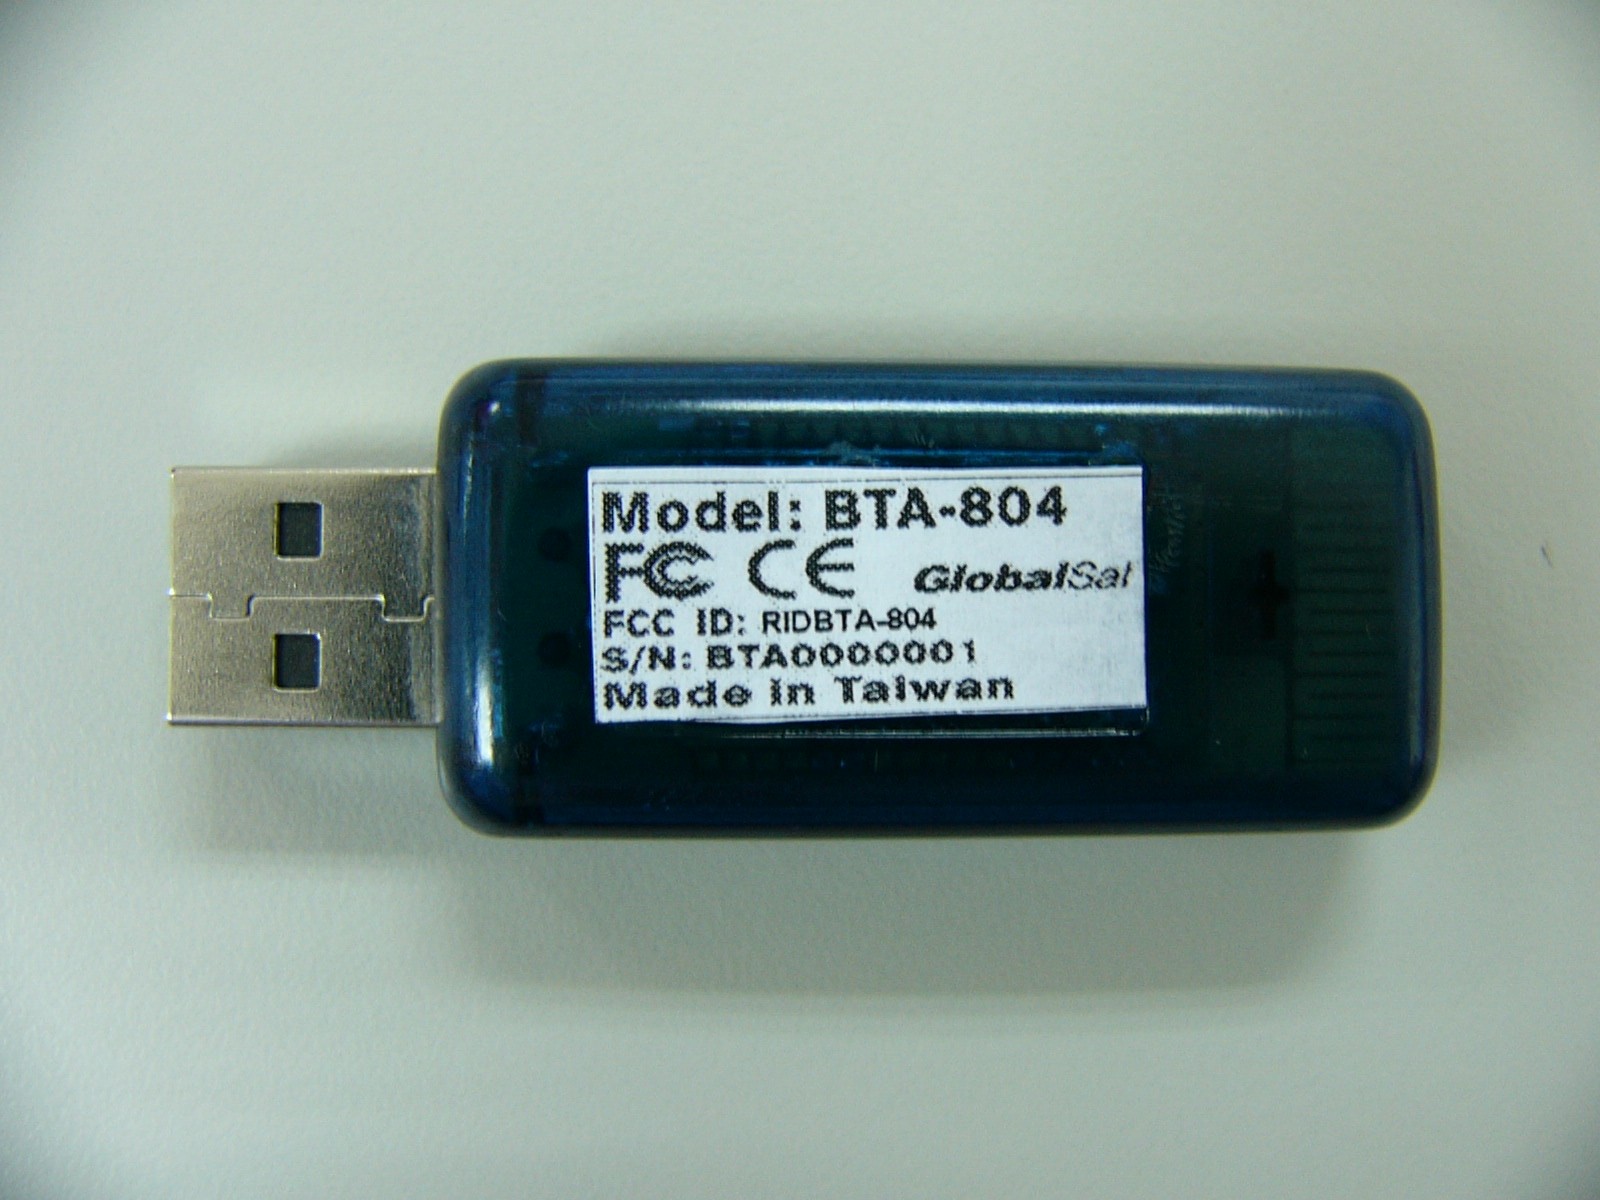 Model: BTA-804
FC CE GlobalSat
FCC ID: RIDBTA-804
S/N: BTA0000001
Made in Taiwan